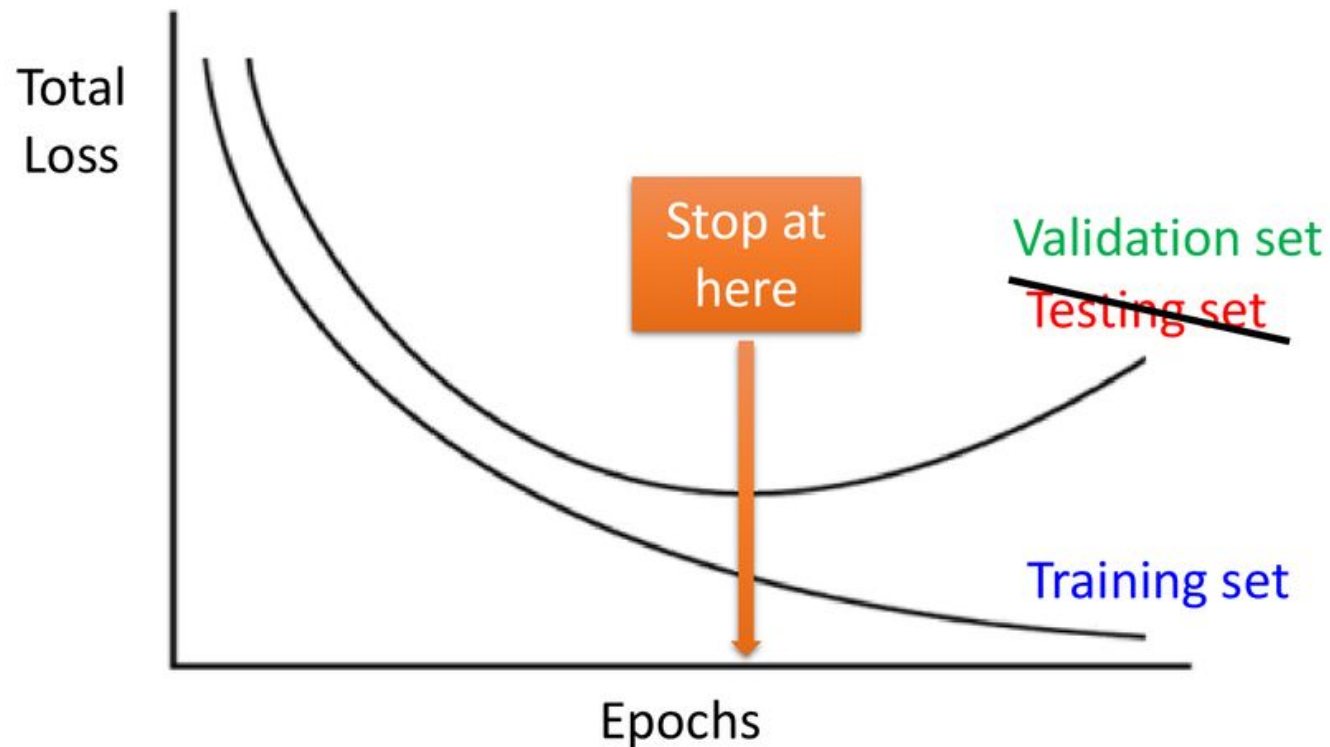 Total
Loss
Stop at
here
Validation set
Testing set
Training set
Epochs